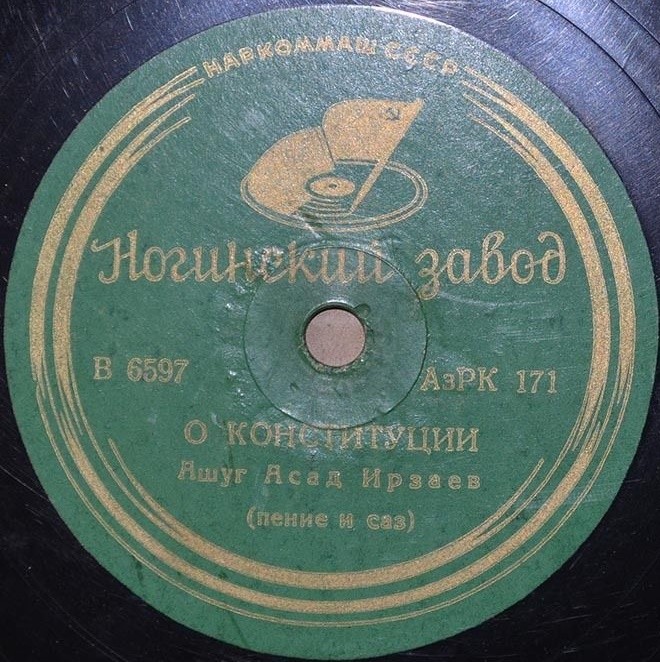 НАРКОММАШ СССР
Ногинский завод
В 6597 АзРК 171
О КОНСТИТУЦИИ
Ашуг Асад Ирзаев
(пение и саз)